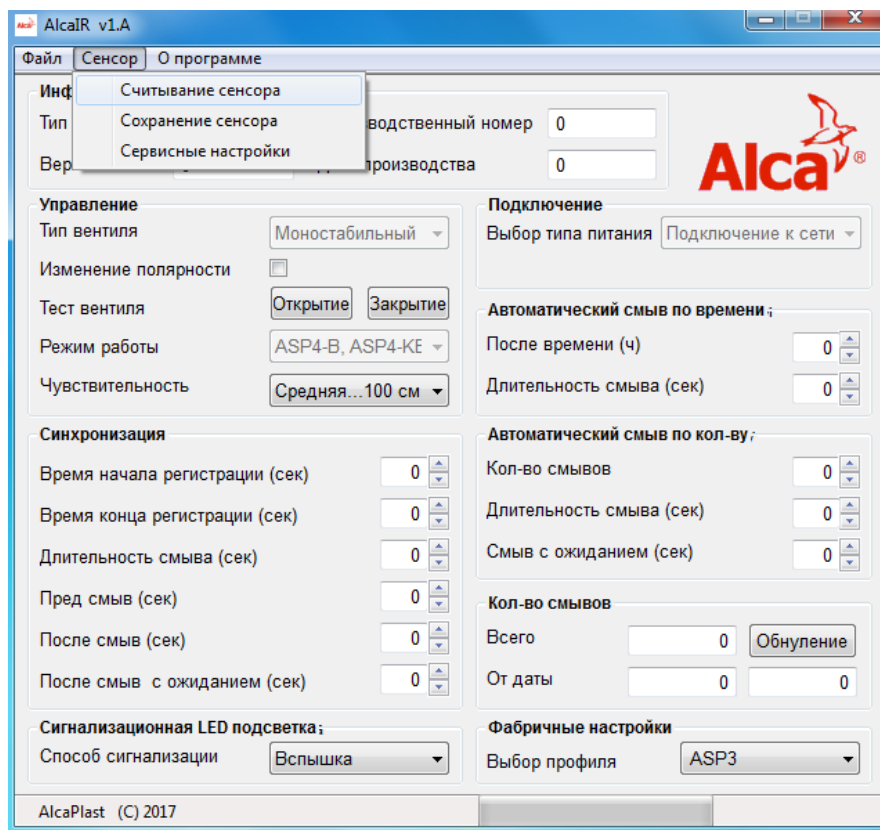 AlcaIR v1.A
Файл Сенсор О программе
Считывание сенсора
Сохранение сенсора
Сервисные настройки
Тип
номер 0
производства 0
Alca®
Управление
Тип вентиля Моностабильный
Изменение полярности
Тест вентиля Открытие Закрытие
Режим работы ASP4-B, ASP4-KE
Чувствительность Средняя...100 см
Подключение
Выбор типа питания Подключение к сети
Автоматический смыв по времени;
После времени (ч) 0
Длительность смыва (сек) 0
Синхронизация
Время начала регистрации (сек) 0
Время конца регистрации (сек) 0
Длительность смыва (сек) 0
Пред смыв (сек) 0
После смыв (сек) 0
После смыв с ожиданием (сек) 0
Автоматический смыв по кол-ву;
Кол-во смывов 0
Длительность смыва (сек) 0
Смыв с ожиданием (сек) 0
Кол-во смывов
Всего 0 Обнуление
От даты 0 0
Сигнализационная LED подсветка;
Способ сигнализации Вспышка
Фабричные настройки
Выбор профиля ASP3
AlcaPlast (C) 2017